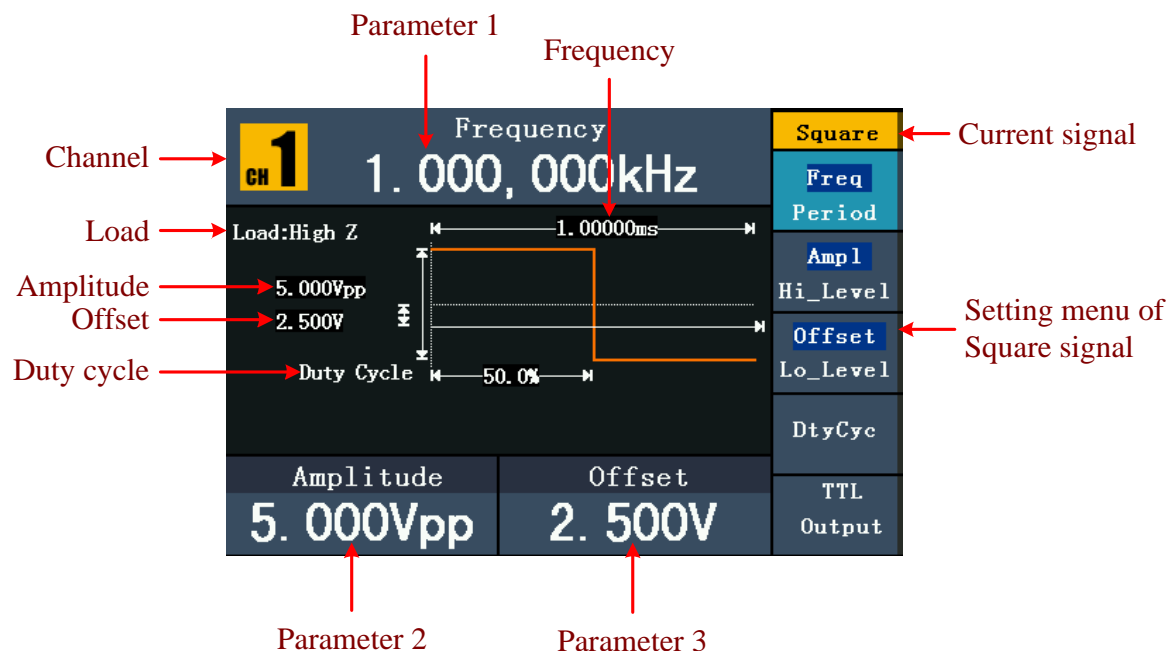 Parameter 1
Frequency
Channel
CH 1
Frequency
1.000,000kHz
Square
Current signal
Freq
Period
Load
Load:High Z
1.00000ms
Ampl
Hi_Level
Amplitude
5.000Vpp
Offset
2.500V
Offset
Lo_Level
Setting menu of
Square signal
Duty cycle
Duty Cycle
50.0%
DtyCyc
Amplitude
5.000Vpp
Offset
2.500V
TTL
Output
Parameter 2
Parameter 3